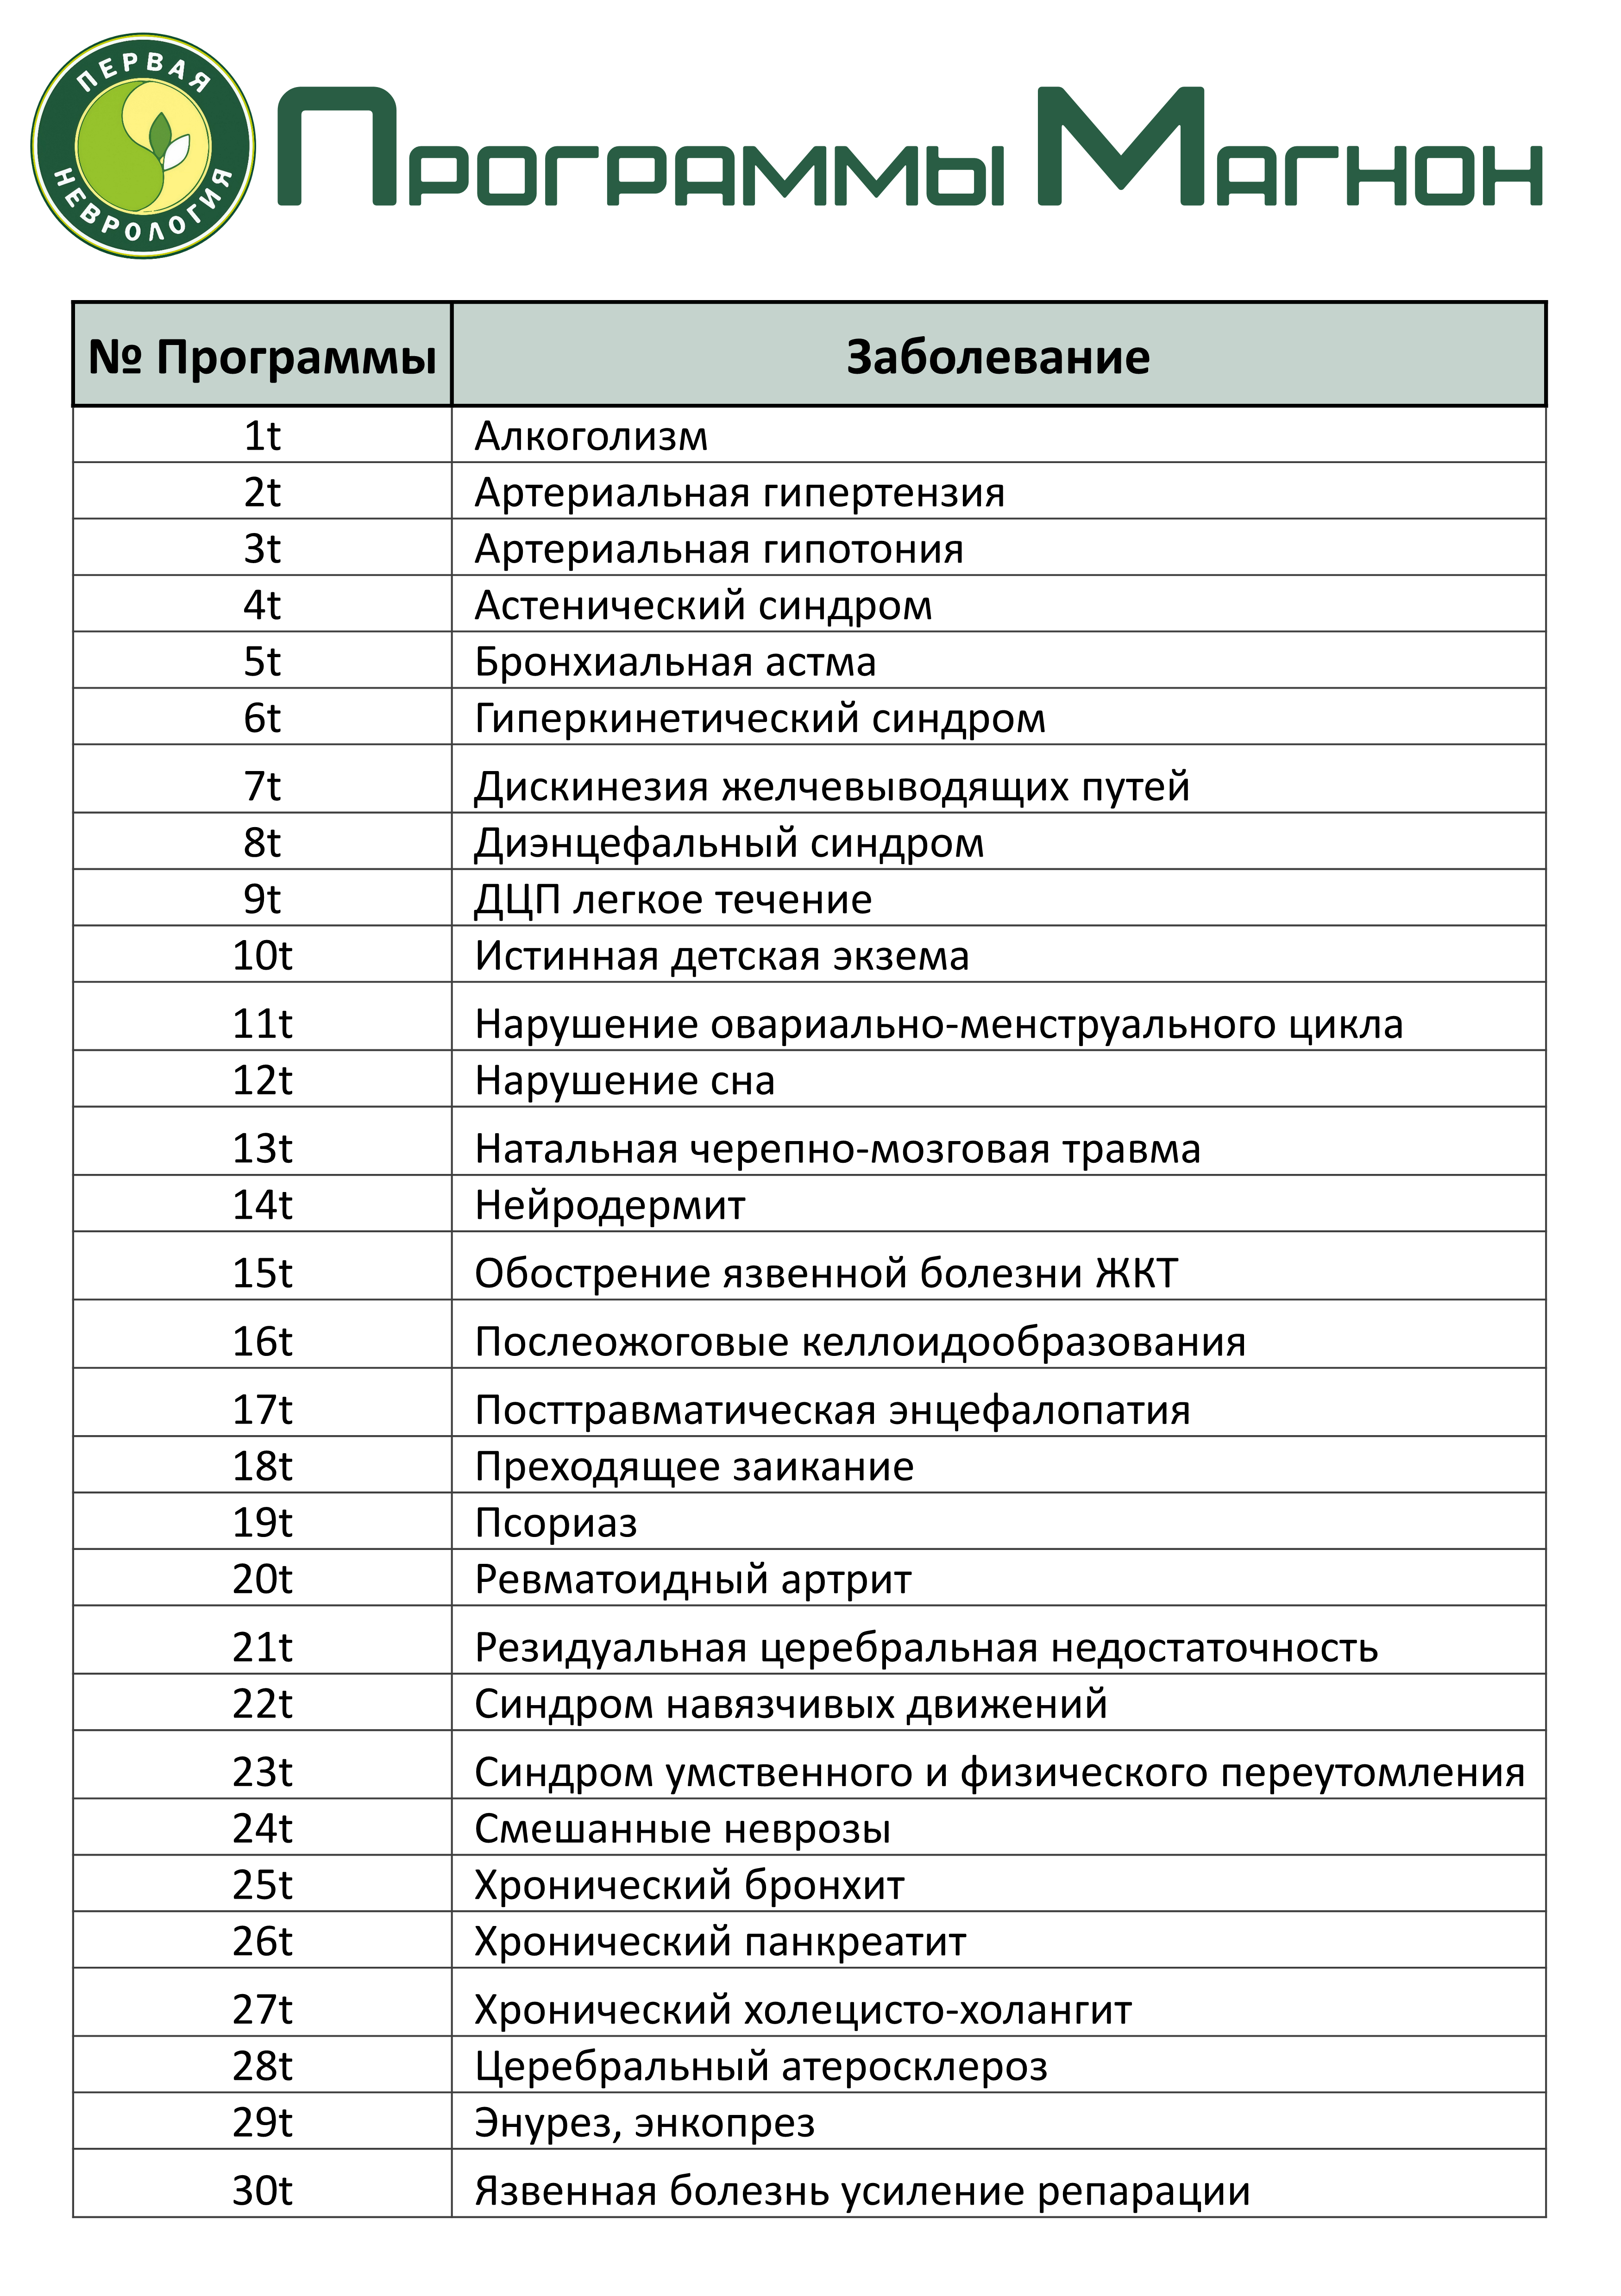 ПЕРВАЯ
НЕВРОЛОГИЯ
Программы Магнон
№ Программы Заболевание
1t Алкоголизм
2t Артериальная гипертензия
3t Артериальная гипотония
4t Астенический синдром
5t Бронхиальная астма
6t Гиперкинетический синдром
7t Дискинезия желчевыводящих путей
8t Диэнцефальный синдром
9t ДЦП легкое течение
10t Истинная детская экзема
11t Нарушение овариально-менструального цикла
12t Нарушение сна
13t Натальная черепно-мозговая травма
14t Нейродермит
15t Обострение язвенной болезни ЖКТ
16t Послеожоговые келлоидообразования
17t Посттравматическая энцефалопатия
18t Преходящее заикание
19t Псориаз
20t Ревматоидный артрит
21t Резидуальная церебральная недостаточность
22t Синдром навязчивых движений
23t Синдром умственного и физического переутомления
24t Смешанные неврозы
25t Хронический бронхит
26t Хронический панкреатит
27t Хронический холецисто-холангит
28t Церебральный атеросклероз
29t Энурез, энкопрез
30t Язвенная болезнь усиление репарации